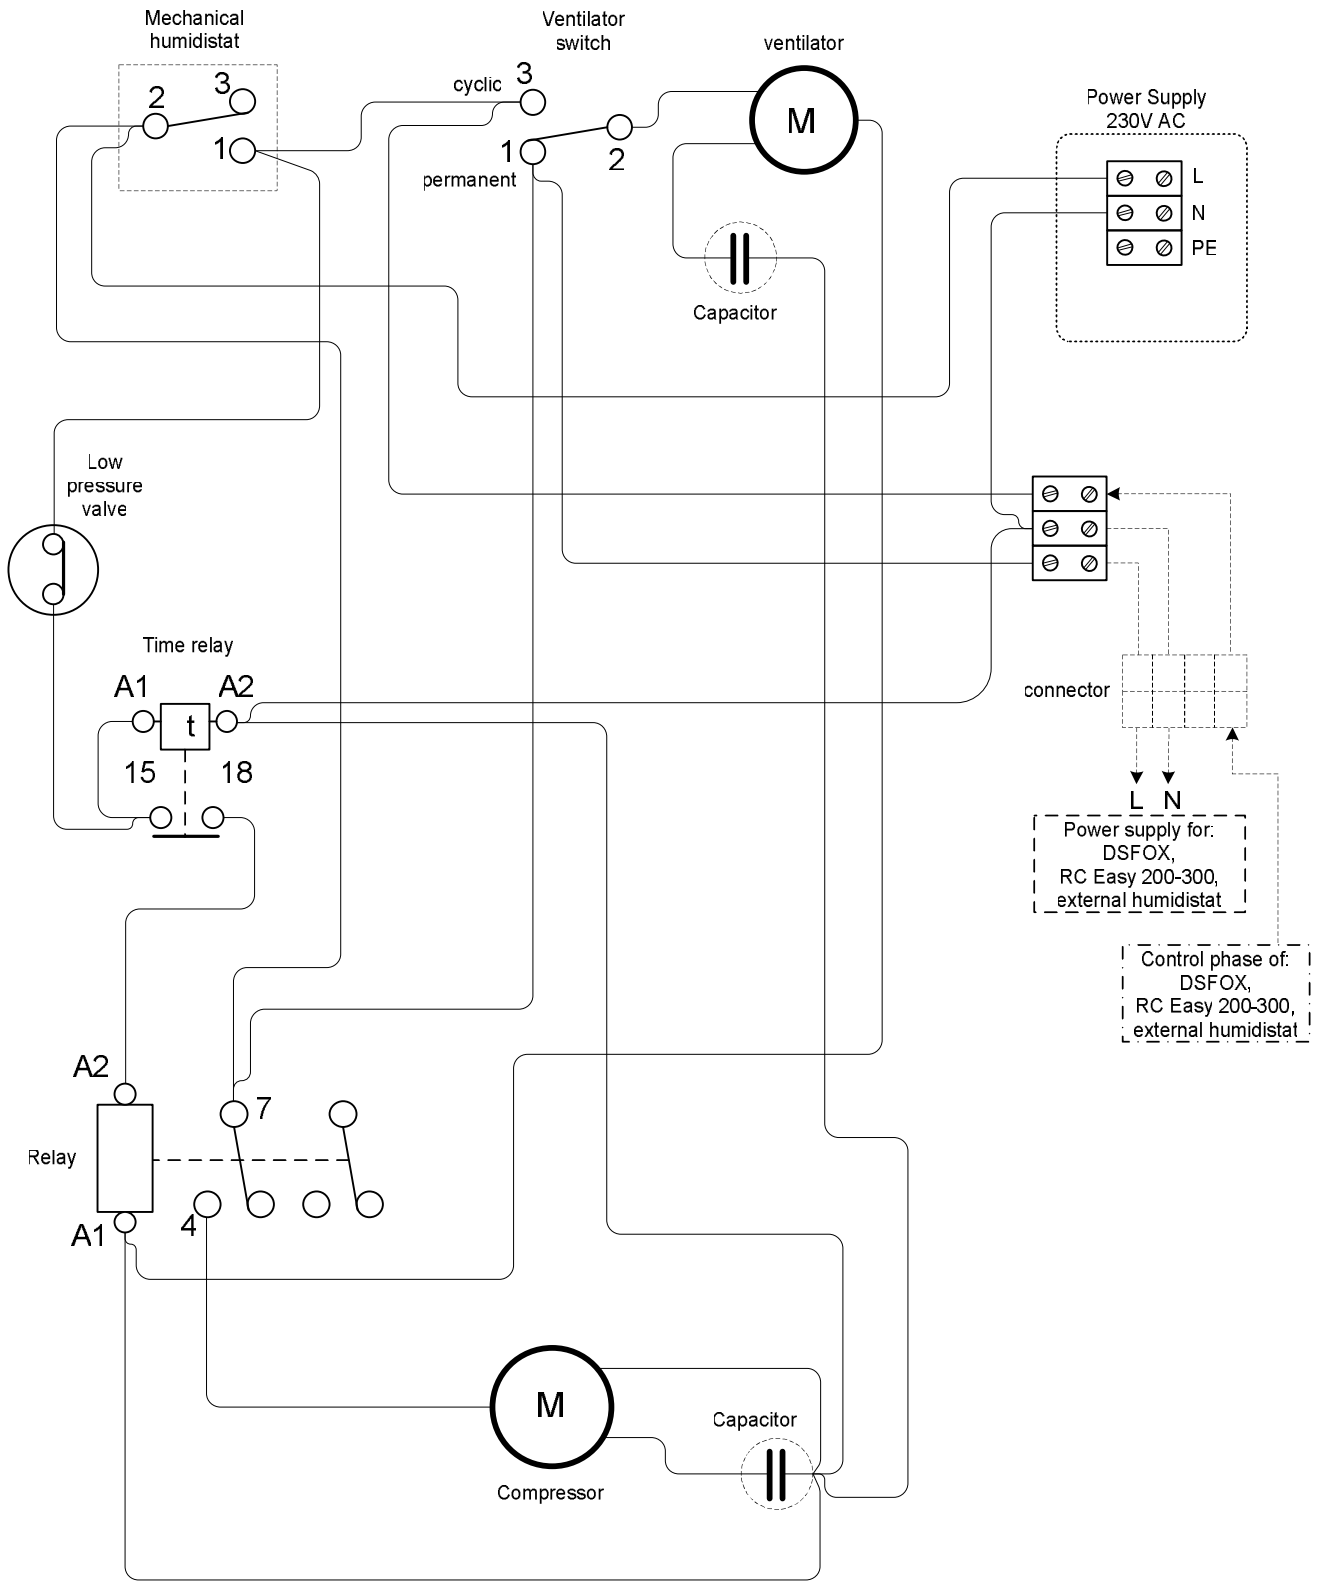 Mechanical
humidistat
2
3
1
Ventilator
switch
cyclic
3
1
2
permanent
ventilator
M
Capacitor
Power Supply
230V AC
L
N
PE
Low
pressure
valve
Time relay
A1
A2
t
15
18
connector
L N
Power supply for:
DSFOX,
RC Easy 200-300,
external humidistat
Control phase of:
DSFOX,
RC Easy 200-300,
external humidistat
A2
7
Relay
4
A1
M
Capacitor
Compressor